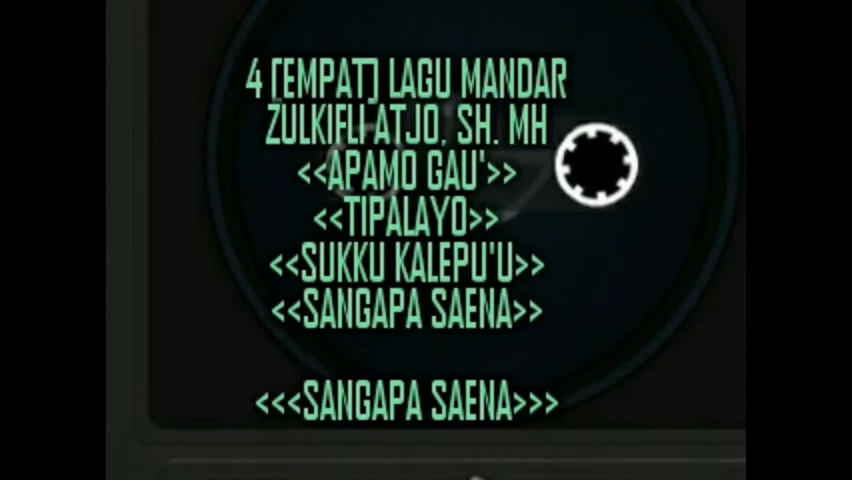 4 [EMPAT] LAGU MANDAR
ZULKIFLI ATJO, SH. MH
<<APAMO GAU'>>
<<TIPALAYO>>
<<SUKKU KALEPU'U>>
<<SANGAPA SAENA>>
<<<SANGAPA SAENA>>>